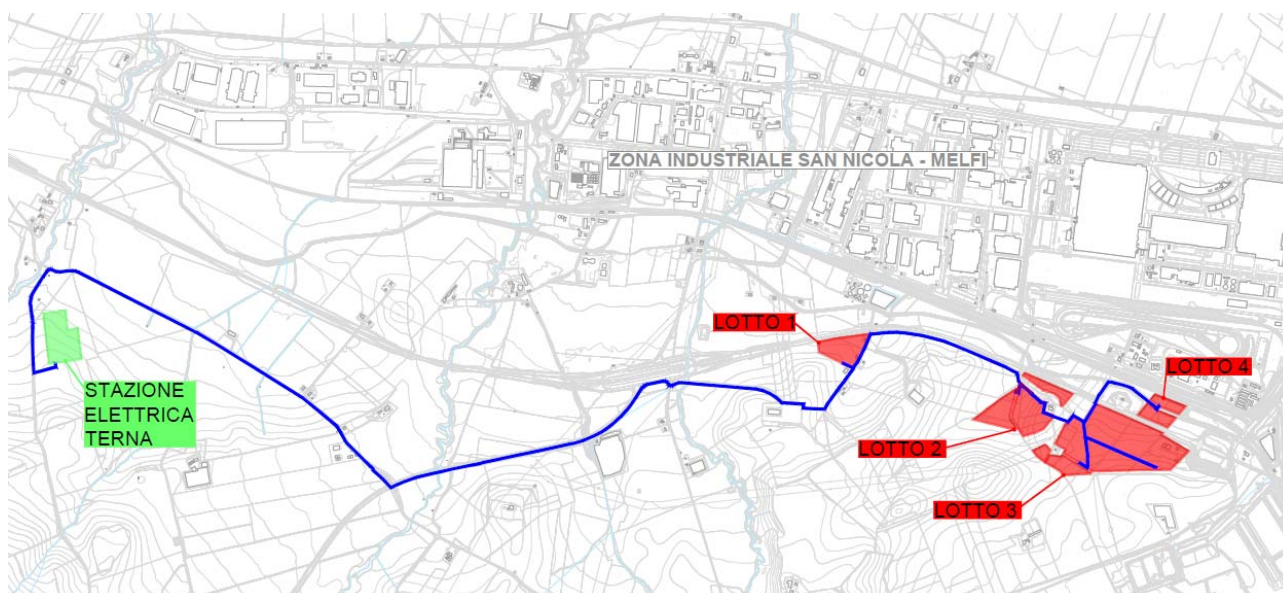 ZONA INDUSTRIALE SAN NICOLA - MELFI
LOTTO 1
LOTTO 4
STAZIONE
ELETTRICA
TERNA
LOTTO 2
LOTTO 3